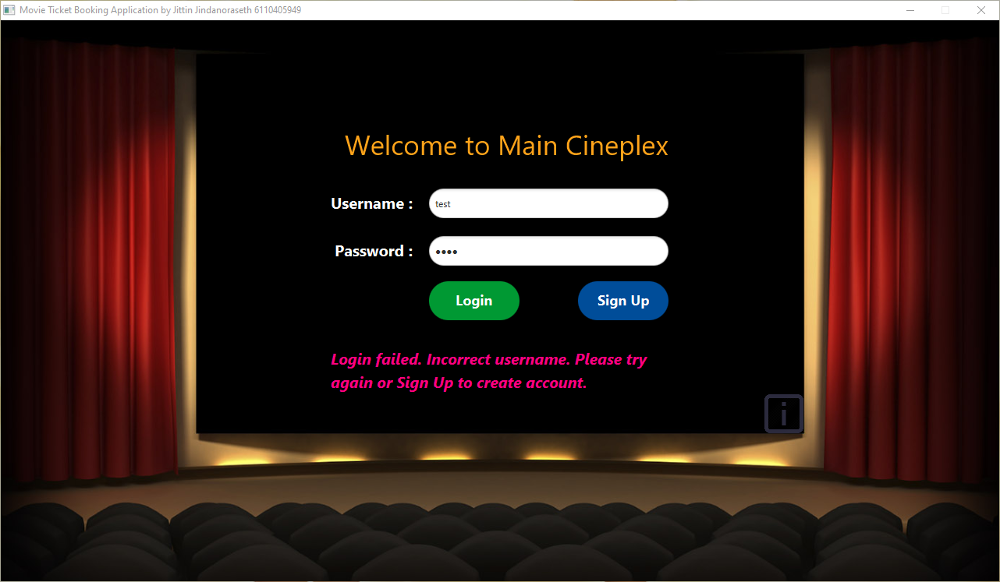 Movie Ticket Booking Application by Jittin Jindanoraseth 6110405949
Welcome to Main Cineplex
Username :
test
Password :
••••
Login
Sign Up
Login failed. Incorrect username. Please try
again or Sign Up to create account.
i